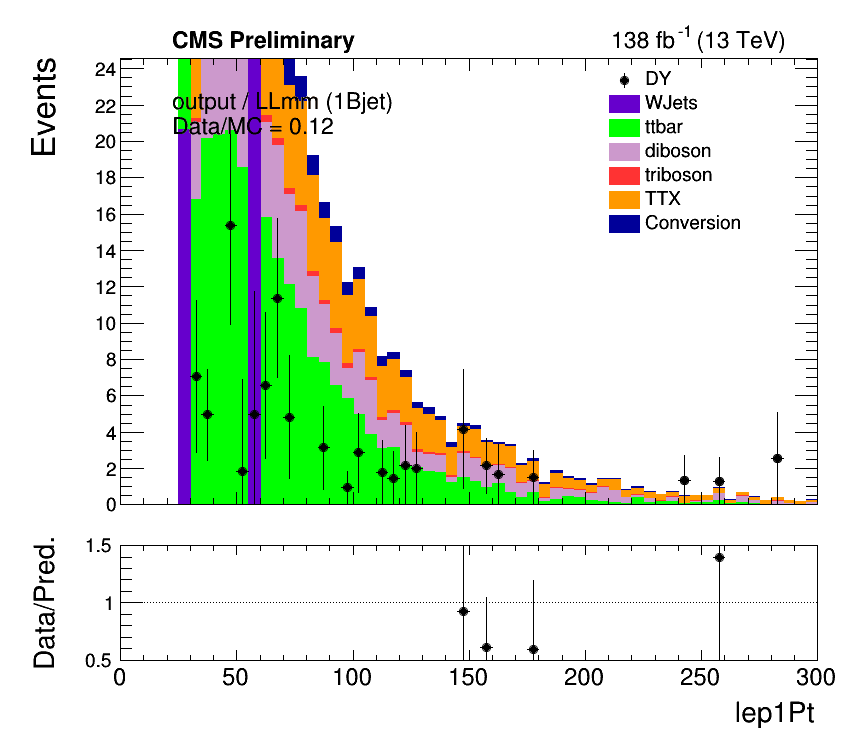 CMS Preliminary
138 fb-1 (13 TeV)
Events
output / LLmm (1Bjet)
Data/MC = 0.12
DY
WJets
ttbar
diboson
triboson
TTX
Conversion
24
22
20
18
16
14
12
10
8
6
4
2
0
Data/Pred.
1.5
1
0.5
0 50 100 150 200 250 300
lep1Pt